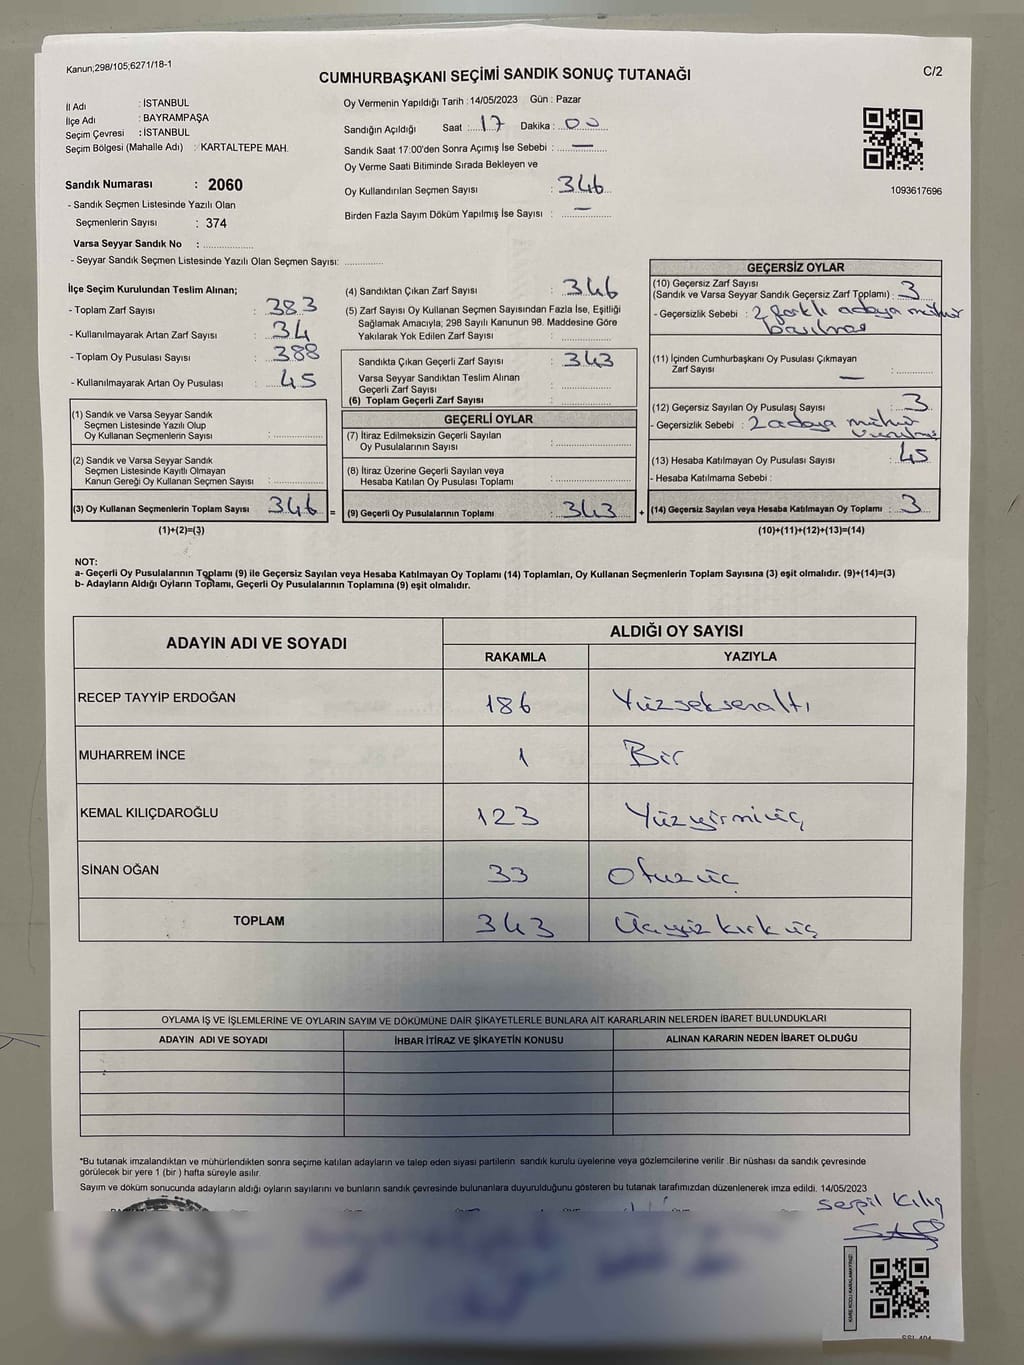 Kanun;298/105;6271/18-1
CUMHURBAŞKANI SEÇİMİ SANDIK SONUÇ TUTANAĞI
C/2
İl Adı : İSTANBUL
İlçe Adı : BAYRAMPAŞA
Seçim Çevresi : İSTANBUL
Seçim Bölgesi (Mahalle Adı) : KARTALTEPE MAH.
Sandık Numarası : 2060
- Sandık Seçmen Listesinde Yazılı Olan
Seçmenlerin Sayısı : 374
Varsa Seyyar Sandık No :
- Seyyar Sandık Seçmen Listesinde Yazılı Olan Seçmen Sayısı:
Oy Vermenin Yapıldığı Tarih : 14/05/2023 Gün : Pazar
Sandığın Açıldığı Saat : 17 Dakika : 00
Sandık Saat 17:00'den Sonra Açımış İse Sebebi : —
Oy Verme Saati Bitiminde Sırada Bekleyen ve
Oy Kullandırılan Seçmen Sayısı : 346
Birden Fazla Sayım Döküm Yapılmış İse Sayısı : —
1093617696
İlçe Seçim Kurulundan Teslim Alınan;
- Toplam Zarf Sayısı : 383
- Kullanılmayarak Artan Zarf Sayısı : 34
- Toplam Oy Pusulası Sayısı : 388
- Kullanılmayarak Artan Oy Pusulası : 45
(1) Sandık ve Varsa Seyyar Sandık
Seçmen Listesinde Yazılı Olup
Oy Kullanan Seçmenlerin Sayısı :
(2) Sandık ve Varsa Seyyar Sandık
Seçmen Listesinde Kayıtlı Olmayan
Kanun Gereği Oy Kullanan Seçmen Sayısı :
(3) Oy Kullanan Seçmenlerin Toplam Sayısı 346 =
(1)+(2)=(3)
(4) Sandıktan Çıkan Zarf Sayısı : 346
(5) Zarf Sayısı Oy Kullanan Seçmen Sayısından Fazla İse, Eşitliği
Sağlamak Amacıyla; 298 Sayılı Kanunun 98. Maddesine Göre
Yakılarak Yok Edilen Zarf Sayısı :
Sandıkta Çıkan Geçerli Zarf Sayısı : 343
Varsa Seyyar Sandıktan Teslim Alınan
Geçerli Zarf Sayısı :
(6) Toplam Geçerli Zarf Sayısı :
GEÇERLİ OYLAR
(7) İtiraz Edilmeksizin Geçerli Sayılan
Oy Pusulalarının Sayısı :
(8) İtiraz Üzerine Geçerli Sayılan veya
Hesaba Katılan Oy Pusulası Toplamı :
(9) Geçerli Oy Pusulalarının Toplamı : 343 +
GEÇERSİZ OYLAR
(10) Geçersiz Zarf Sayısı
(Sandık ve Varsa Seyyar Sandık Geçersiz Zarf Toplamı) : 3
- Geçersizlik Sebebi : 2 farklı adaya mühür
basılması
(11) İçinden Cumhurbaşkanı Oy Pusulası Çıkmayan
Zarf Sayısı — :
(12) Geçersiz Sayılan Oy Pusulası Sayısı : 3
- Geçersizlik Sebebi : 2 adaya mühür
vurulmuş
(13) Hesaba Katılmayan Oy Pusulası Sayısı : 45
- Hesaba Katılmama Sebebi :
(14) Geçersiz Sayılan veya Hesaba Katılmayan Oy Toplamı : 3
(10)+(11)+(12)+(13)=(14)
NOT:
a- Geçerli Oy Pusulalarının Toplamı (9) ile Geçersiz Sayılan veya Hesaba Katılmayan Oy Toplamı (14) Toplamları, Oy Kullanan Seçmenlerin Toplam Sayısına (3) eşit olmalıdır. (9)+(14)=(3)
b- Adayların Aldığı Oyların Toplamı, Geçerli Oy Pusulalarının Toplamına (9) eşit olmalıdır.
ADAYIN ADI VE SOYADI
ALDIĞI OY SAYISI
RAKAMLA YAZIYLA
RECEP TAYYİP ERDOĞAN 186 Yüzseksenaltı
MUHARREM İNCE 1 Bir
KEMAL KILIÇDAROĞLU 123 Yüzyirmiüç
SİNAN OĞAN 33 Otuzüç
TOPLAM 343 Üçyüzkırküç
OYLAMA İŞ VE İŞLEMLERİNE VE OYLARIN SAYIM VE DÖKÜMÜNE DAİR ŞİKAYETLERLE BUNLARA AİT KARARLARIN NELERDEN İBARET BULUNDUKLARI
ADAYIN ADI VE SOYADI İHBAR İTİRAZ VE ŞİKAYETİN KONUSU ALINAN KARARIN NEDEN İBARET OLDUĞU
*Bu tutanak imzalandıktan ve mühürlendikten sonra seçime katılan adayların ve talep eden siyasi partilerin sandık kurulu üyelerine veya gözlemcilerine verilir .Bir nüshası da sandık çevresinde
görülecek bir yere 1 (bir ) hafta süreyle asılır.
Sayım ve döküm sonucunda adayların aldığı oyların sayılarını ve bunların sandık çevresinde bulunanlara duyurulduğunu gösteren bu tutanak tarafımızdan düzenlenerek imza edildi. 14/05/2023
Serpil Kılıç